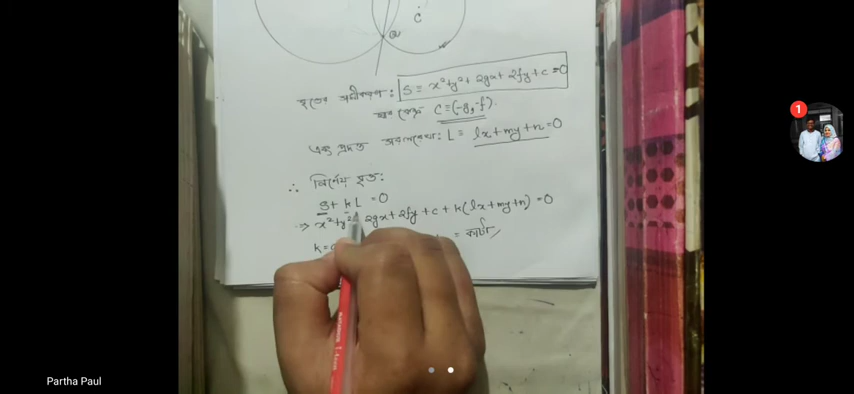 Q
C
বৃত্তের সমীকরণ: S ≡ x²+y²+2gx+2fy+c=0
যার কেন্দ্র C≡(-g,-f).
এবং প্রদত্ত সরলরেখা: L ≡ lx+my+n=0
∴ নির্ণেয় বৃত্ত:
S + kL = 0
⇒ x²+y²+2gx+2fy+c+k(lx+my+n)=0
k=
1
Partha Paul